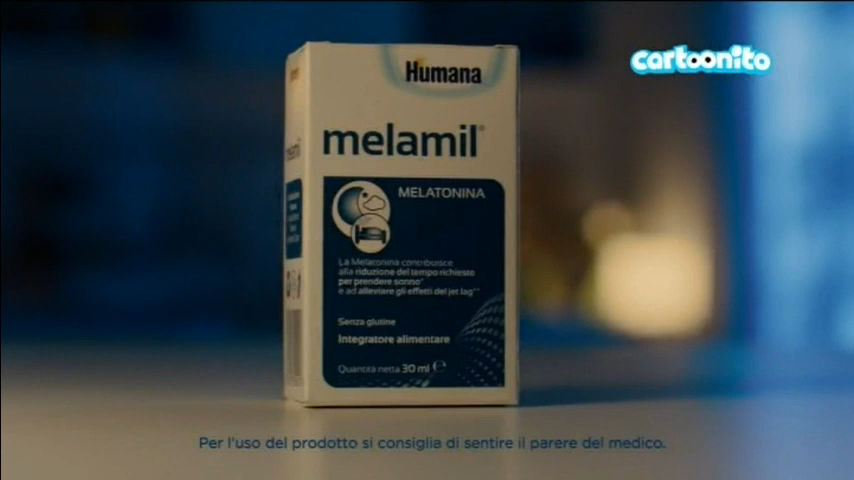 cartoonito
Humana
melamil®
MELATONINA
La Melatonina contribuisce
alla riduzione del tempo richiesto
per prendere sonno*
e ad alleviare gli effetti del jet lag**
Senza glutine
Integratore alimentare
Quantità netta 30 ml ℮
melamil
Per l'uso del prodotto si consiglia di sentire il parere del medico.